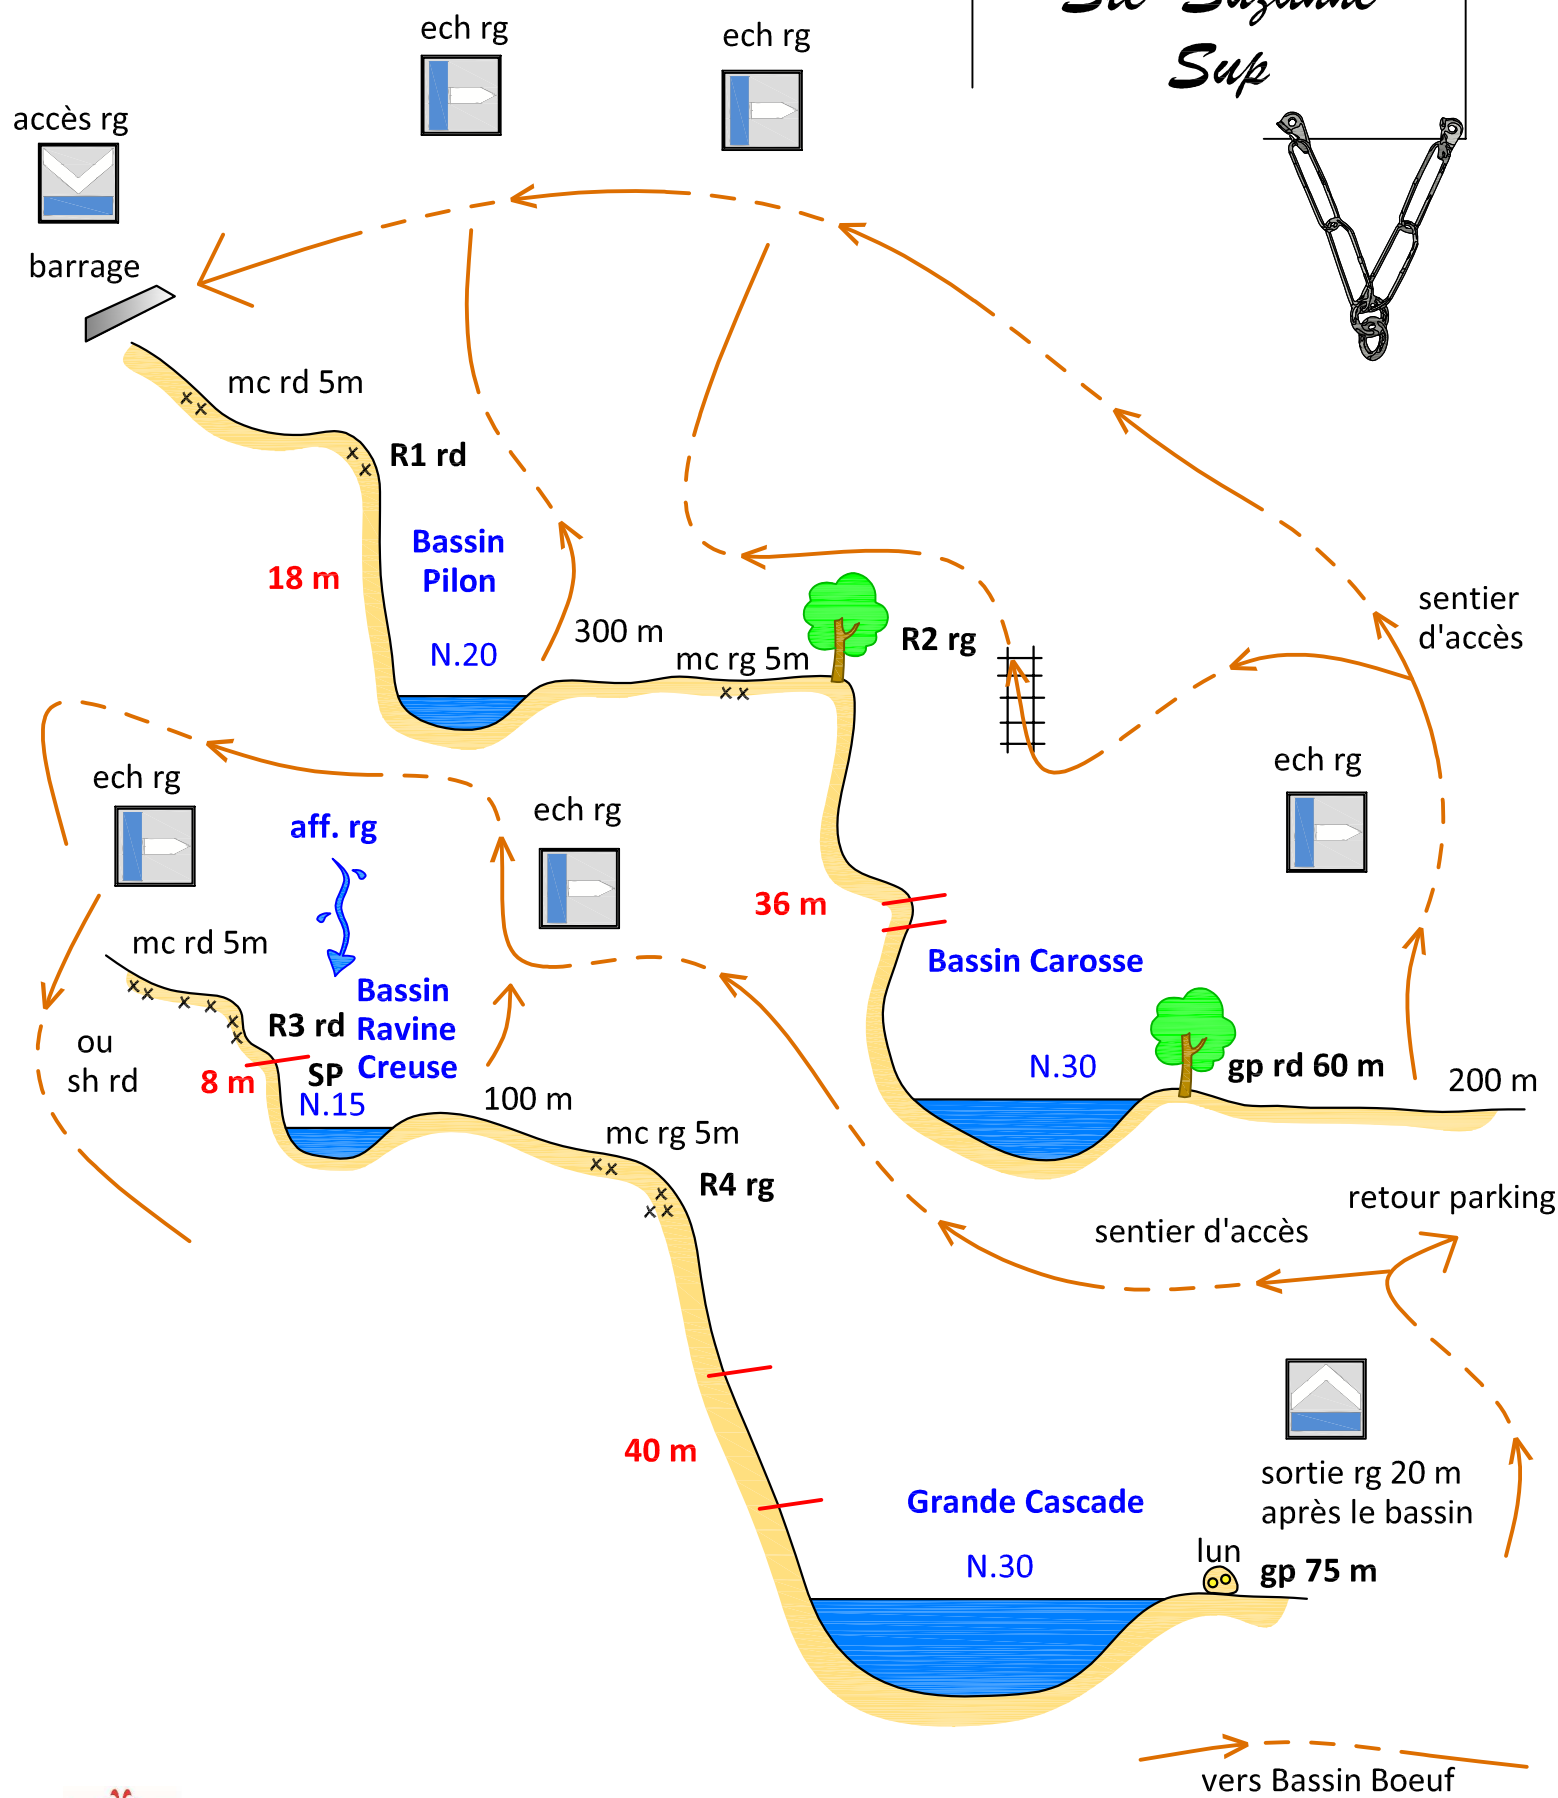 Ste Suzanne
Sup
ech rg
ech rg
accès rg
barrage
mc rd 5m
R1 rd
Bassin
Pilon
18 m
N.20
300 m
mc rg 5m
R2 rg
sentier
d'accès
ech rg
ech rg
ech rg
aff. rg
36 m
Bassin Carosse
mc rd 5m
Bassin
Ravine
Creuse
R3 rd
ou
sh rd
8 m
SP
N.15
100 m
N.30
gp rd 60 m
200 m
mc rg 5m
R4 rg
retour parking
sentier d'accès
40 m
sortie rg 20 m
après le bassin
Grande Cascade
N.30
lun
gp 75 m
vers Bassin Boeuf